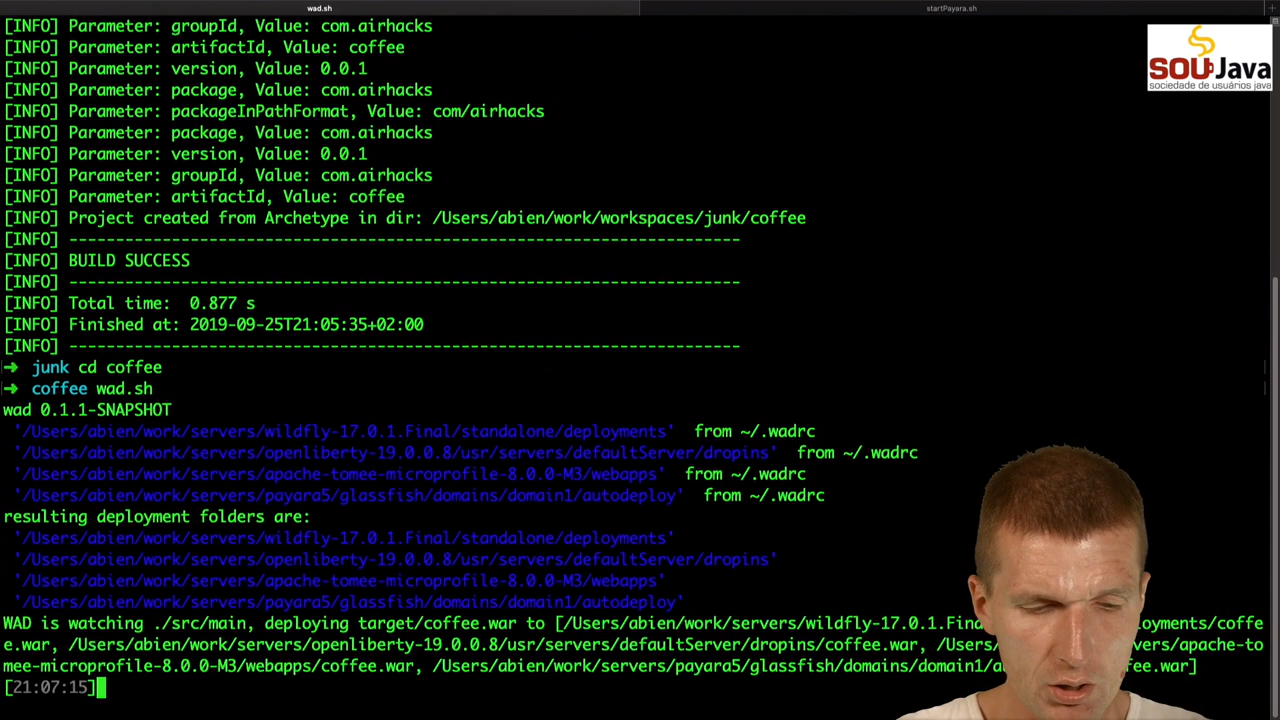 wad.sh
startPayara.sh
[INFO] Parameter: groupId, Value: com.airhacks
[INFO] Parameter: artifactId, Value: coffee
[INFO] Parameter: version, Value: 0.0.1
[INFO] Parameter: package, Value: com.airhacks
[INFO] Parameter: packageInPathFormat, Value: com/airhacks
[INFO] Parameter: package, Value: com.airhacks
[INFO] Parameter: version, Value: 0.0.1
[INFO] Parameter: groupId, Value: com.airhacks
[INFO] Parameter: artifactId, Value: coffee
[INFO] Project created from Archetype in dir: /Users/abien/work/workspaces/junk/coffee
[INFO] ------------------------------------------------------------------------
[INFO] BUILD SUCCESS
[INFO] ------------------------------------------------------------------------
[INFO] Total time:  0.877 s
[INFO] Finished at: 2019-09-25T21:05:35+02:00
[INFO] ------------------------------------------------------------------------
➜  junk cd coffee
➜  coffee wad.sh
wad 0.1.1-SNAPSHOT
'/Users/abien/work/servers/wildfly-17.0.1.Final/standalone/deployments'  from ~/.wadrc
'/Users/abien/work/servers/openliberty-19.0.0.8/usr/servers/defaultServer/dropins'  from ~/.wadrc
'/Users/abien/work/servers/apache-tomee-microprofile-8.0.0-M3/webapps'  from ~/.wadrc
'/Users/abien/work/servers/payara5/glassfish/domains/domain1/autodeploy'  from ~/.wadrc
resulting deployment folders are:
'/Users/abien/work/servers/wildfly-17.0.1.Final/standalone/deployments'
'/Users/abien/work/servers/openliberty-19.0.0.8/usr/servers/defaultServer/dropins'
'/Users/abien/work/servers/apache-tomee-microprofile-8.0.0-M3/webapps'
'/Users/abien/work/servers/payara5/glassfish/domains/domain1/autodeploy'
WAD is watching ./src/main, deploying target/coffee.war to [/Users/abien/work/servers/wildfly-17.0.1.Fina oyments/coffe
e.war, /Users/abien/work/servers/openliberty-19.0.0.8/usr/servers/defaultServer/dropins/coffee.war, /Users servers/apache-to
mee-microprofile-8.0.0-M3/webapps/coffee.war, /Users/abien/work/servers/payara5/glassfish/domains/domain1/a fee.war]
[21:07:15]
SOUJava
sociedade de usuários java